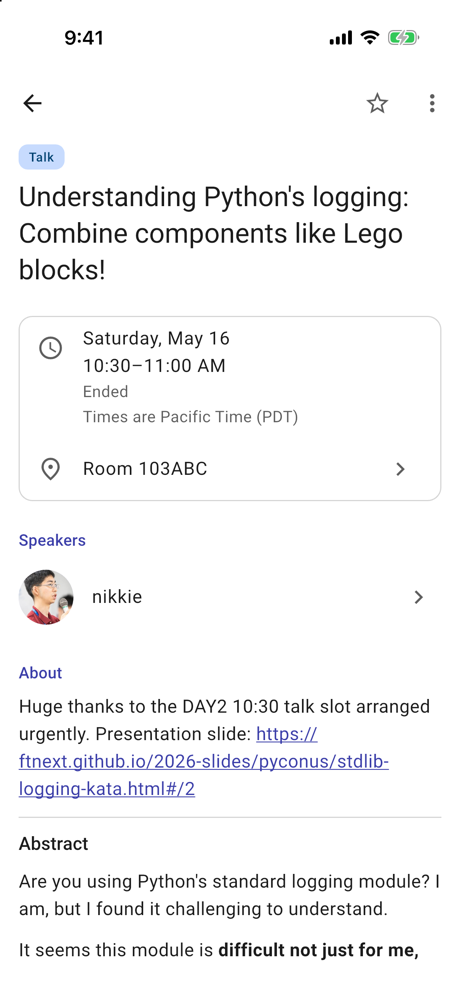 9:41
Talk
Understanding Python's logging:
Combine components like Lego
blocks!
Saturday, May 16
10:30–11:00 AM
Ended
Times are Pacific Time (PDT)
Room 103ABC
Speakers
nikkie
About
Huge thanks to the DAY2 10:30 talk slot arranged
urgently. Presentation slide: https://
ftnext.github.io/2026-slides/pyconus/stdlib-
logging-kata.html#/2
Abstract
Are you using Python's standard logging module? I
am, but I found it challenging to understand.
It seems this module is difficult not just for me,